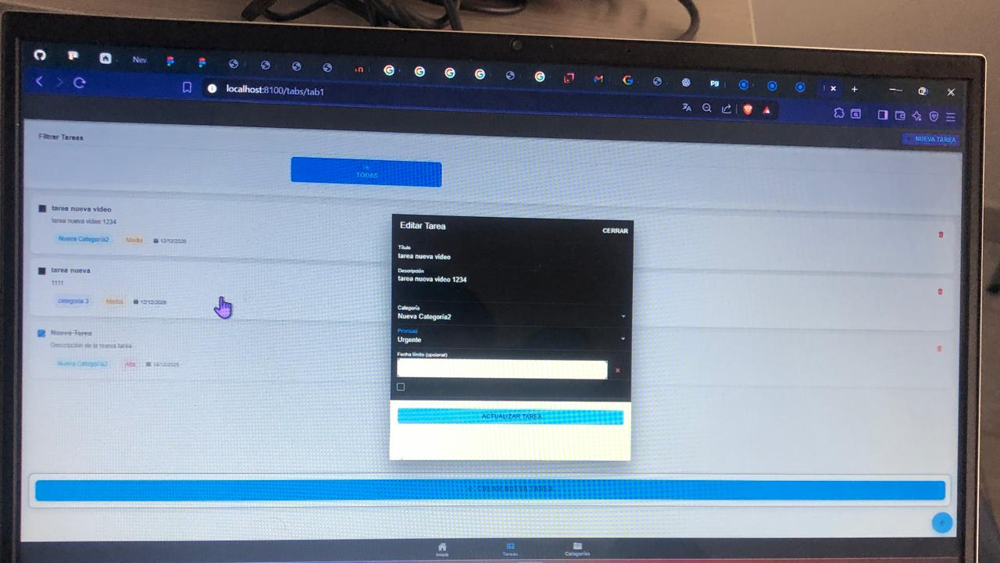 Nev
pg
localhost:8100/tabs/tab1
Filtrar Tareas
NUEVA TAREA
TODAS
tarea nueva video
tarea nueva video 1234
Nueva Categoria2 Media 12/12/2026
tarea nueva
1111
categoria 3 Media 12/12/2026
Nueva Tarea
Descripción de la nueva tarea
Nueva Categoria2 Alta
Editar Tarea
CERRAR
Título
tarea nueva video
Descripción
tarea nueva video 1234
Categoría
Nueva Categoria2
Prioridad
Urgente
Fecha límite (opcional)
ACTUALIZAR TAREA
+ CREAR NUEVA TAREA
Inicio
Tareas
Categorías